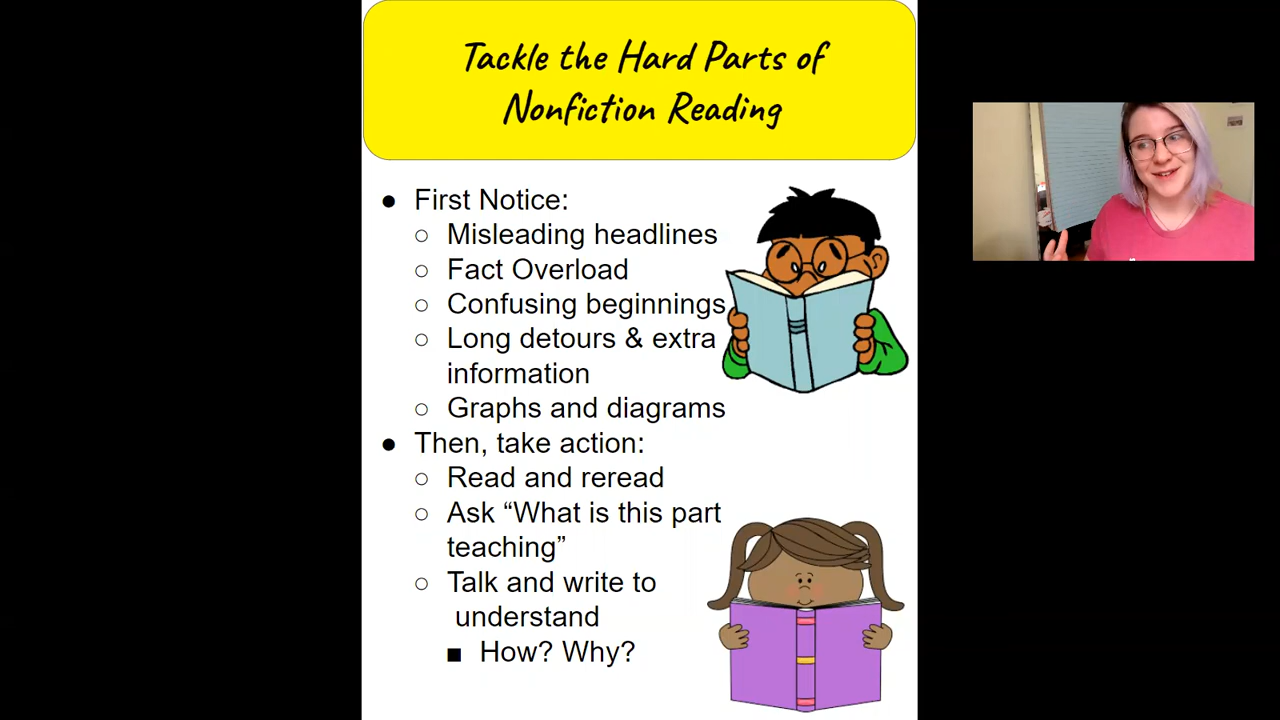 Tackle the Hard Parts of
Nonfiction Reading
● First Notice:
○ Misleading headlines
○ Fact Overload
○ Confusing beginnings
○ Long detours & extra
information
○ Graphs and diagrams
● Then, take action:
○ Read and reread
○ Ask “What is this part
teaching”
○ Talk and write to
understand
■ How? Why?